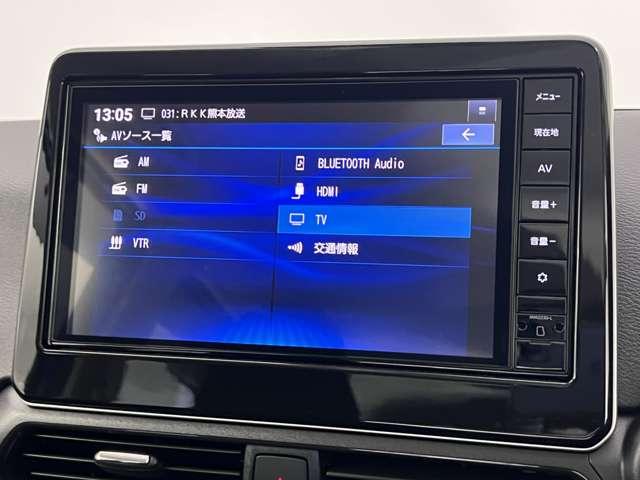 13:05 031:RKK熊本放送
AVソース一覧
AM
FM
SD
VTR
BLUETOOTH Audio
HDMI
TV
交通情報
メニュー
現在地
AV
音量+
音量-